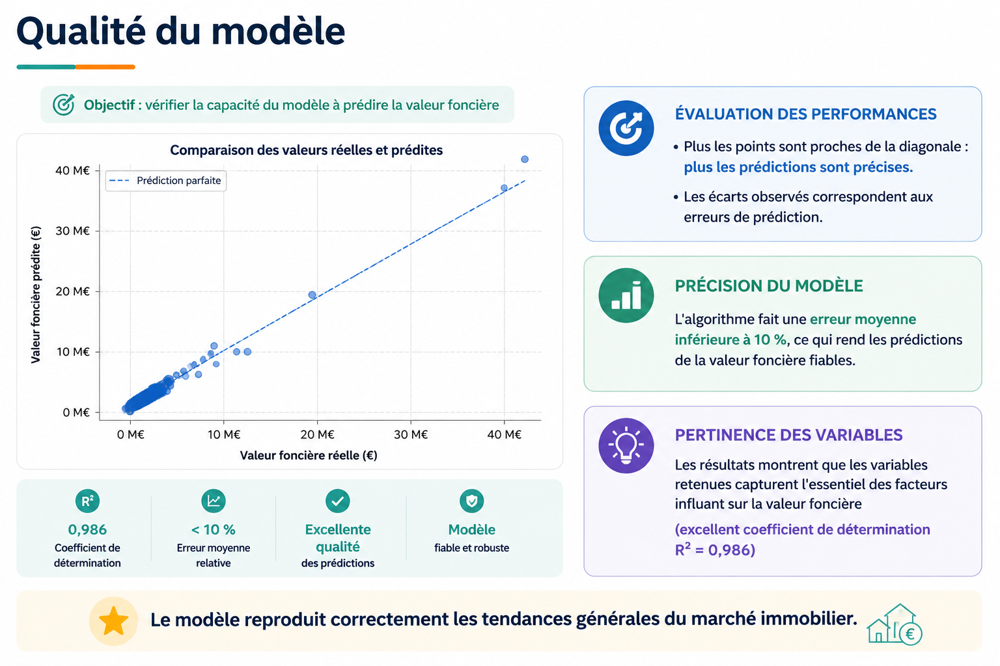 Qualité du modèle
Objectif : vérifier la capacité du modèle à prédire la valeur foncière
Comparaison des valeurs réelles et prédites
Prédiction parfaite
Valeur foncière prédite (€)
40 M€
30 M€
20 M€
10 M€
0 M€
0 M€
10 M€
20 M€
30 M€
40 M€
Valeur foncière réelle (€)
R²
0,986
Coefficient de
détermination
< 10 %
Erreur moyenne
relative
Excellente
qualité
des prédictions
Modèle
fiable et robuste
ÉVALUATION DES PERFORMANCES
• Plus les points sont proches de la diagonale :
plus les prédictions sont précises.
• Les écarts observés correspondent aux
erreurs de prédiction.
PRÉCISION DU MODÈLE
L'algorithme fait une erreur moyenne
inférieure à 10 %, ce qui rend les prédictions
de la valeur foncière fiables.
PERTINENCE DES VARIABLES
Les résultats montrent que les variables
retenues capturent l'essentiel des facteurs
influant sur la valeur foncière
(excellent coefficient de détermination
R² = 0,986)
Le modèle reproduit correctement les tendances générales du marché immobilier.
€